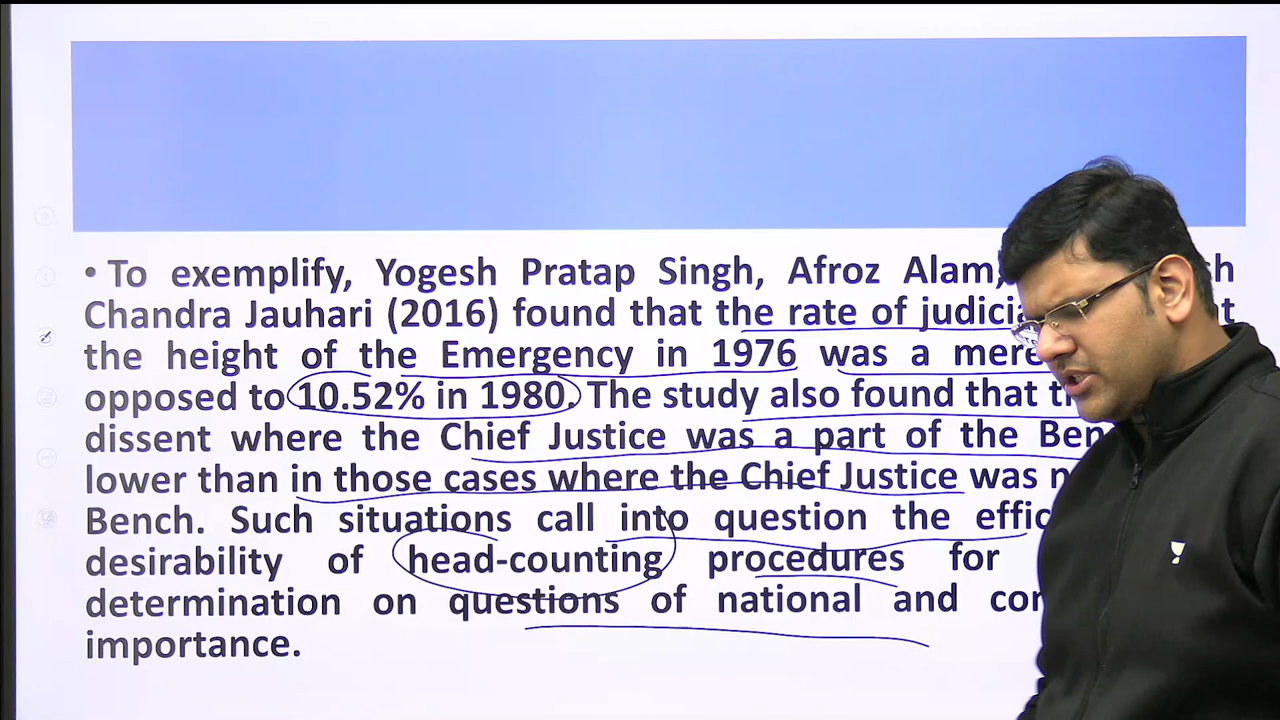 • To exemplify, Yogesh Pratap Singh, Afroz Alam,
Chandra Jauhari (2016) found that the rate of
the height of the Emergency in 1976 was a mere
opposed to 10.52% in 1980. The study also found that
dissent where the Chief Justice was a part of the
lower than in those cases where the Chief Justice was
Bench. Such situations call into question the
desirability of head-counting procedures for
determination on questions of national and
importance.